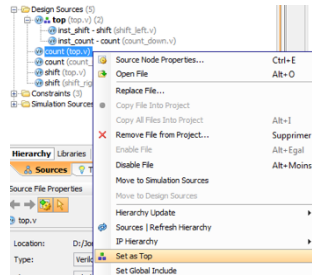 Design Sources (5)
top (top.v) (2)
inst_shift - shift (shift_left.v)
inst_count - count (count_down.v)
count (top.v)
count (count_
shift (top.v)
shift (shift_rig
Constraints (3)
Simulation Sources
Source Node Properties... Ctrl+E
Open File Alt+O
Replace File...
Copy File Into Project
Copy All Files Into Project Alt+I
Remove File from Project... Supprimer
Enable File Alt+Egal
Disable File Alt+Moins
Move to Simulation Sources
Move to Design Sources
Hierarchy Update
Refresh Hierarchy
IP Hierarchy
Set as Top
Set Global Include
Hierarchy Libraries
Sources T
Source File Properties
top.v
Location: D:/Jo
Type: Verilo